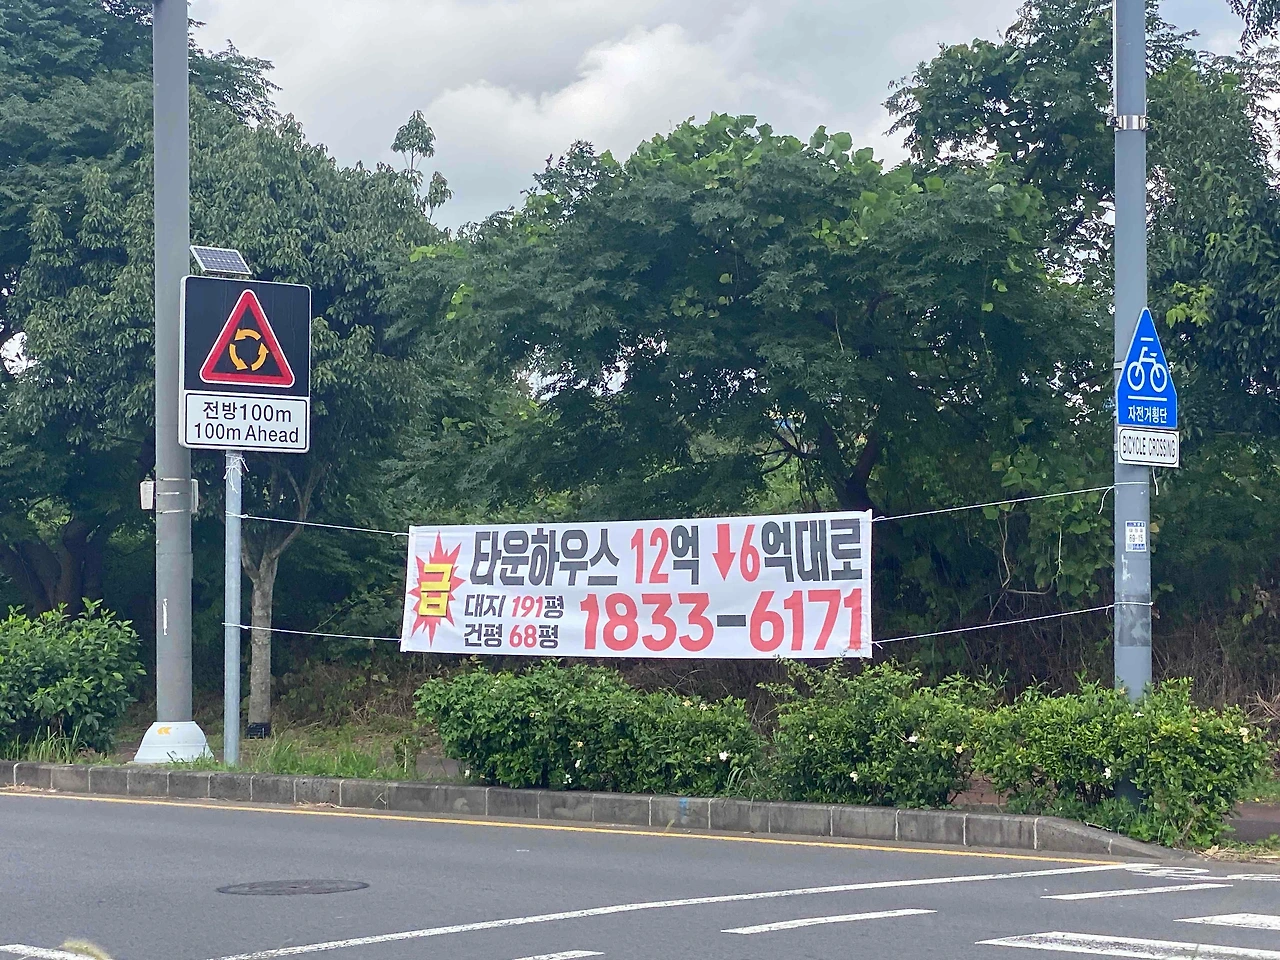 전방100m
100m Ahead
급
타운하우스 12억 ↓6억대로
대지 191평
건평 68평
1833-6171
자전거횡단
BICYCLE CROSSING